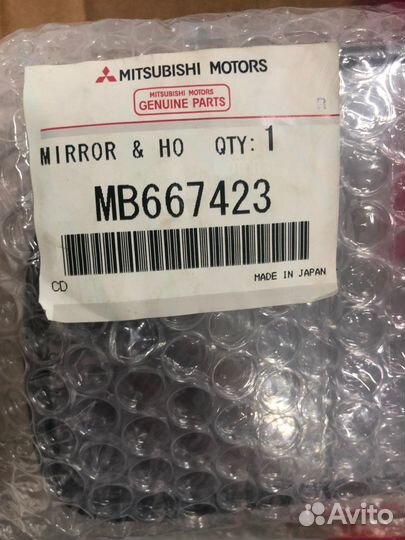 MITSUBISHI MOTORS
MITSUBISHI MOTORS
GENUINE PARTS
R
MIRROR & HO QTY: 1
MB667423
CD
MADE IN JAPAN
Avito